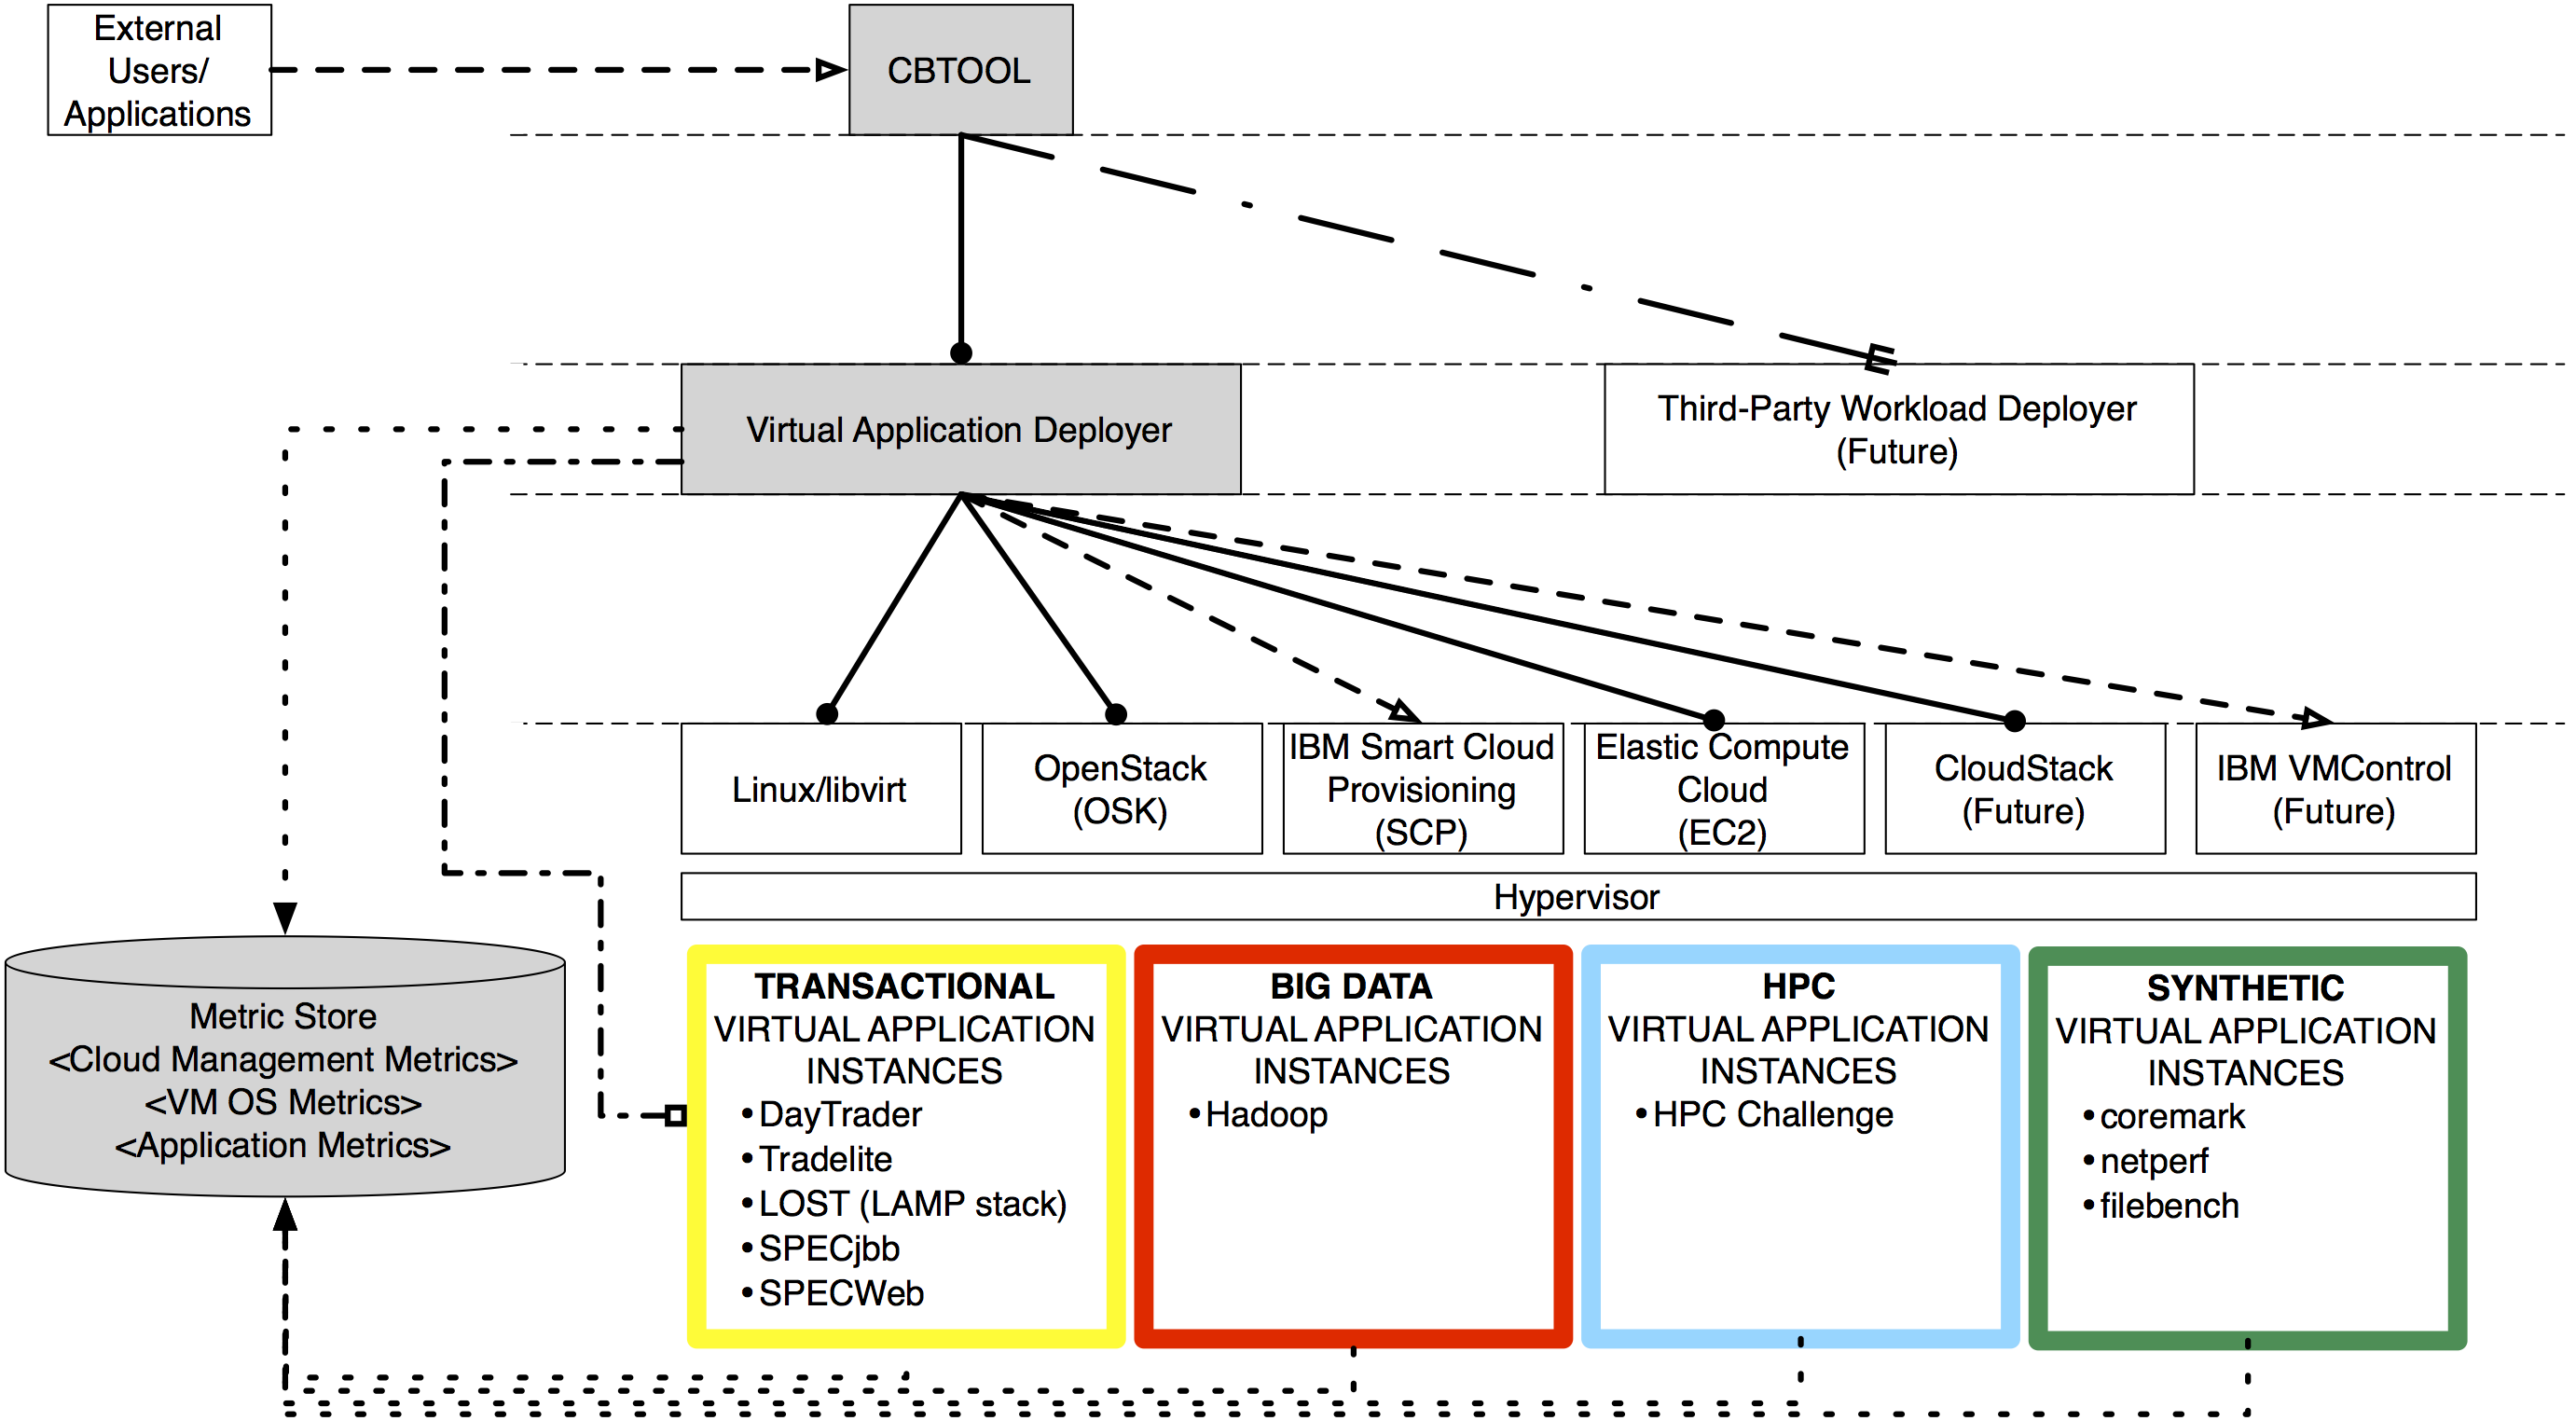 External
Users/
Applications
CBTOOL
Virtual Application Deployer
Third-Party Workload Deployer
(Future)
Linux/libvirt
OpenStack
(OSK)
IBM Smart Cloud
Provisioning
(SCP)
Elastic Compute
Cloud
(EC2)
CloudStack
(Future)
IBM VMControl
(Future)
Hypervisor
Metric Store
<Cloud Management Metrics>
<VM OS Metrics>
<Application Metrics>
TRANSACTIONAL
VIRTUAL APPLICATION
INSTANCES
•DayTrader
•Tradelite
•LOST (LAMP stack)
•SPECjbb
•SPECWeb
BIG DATA
VIRTUAL APPLICATION
INSTANCES
•Hadoop
HPC
VIRTUAL APPLICATION
INSTANCES
•HPC Challenge
SYNTHETIC
VIRTUAL APPLICATION
INSTANCES
•coremark
•netperf
•filebench